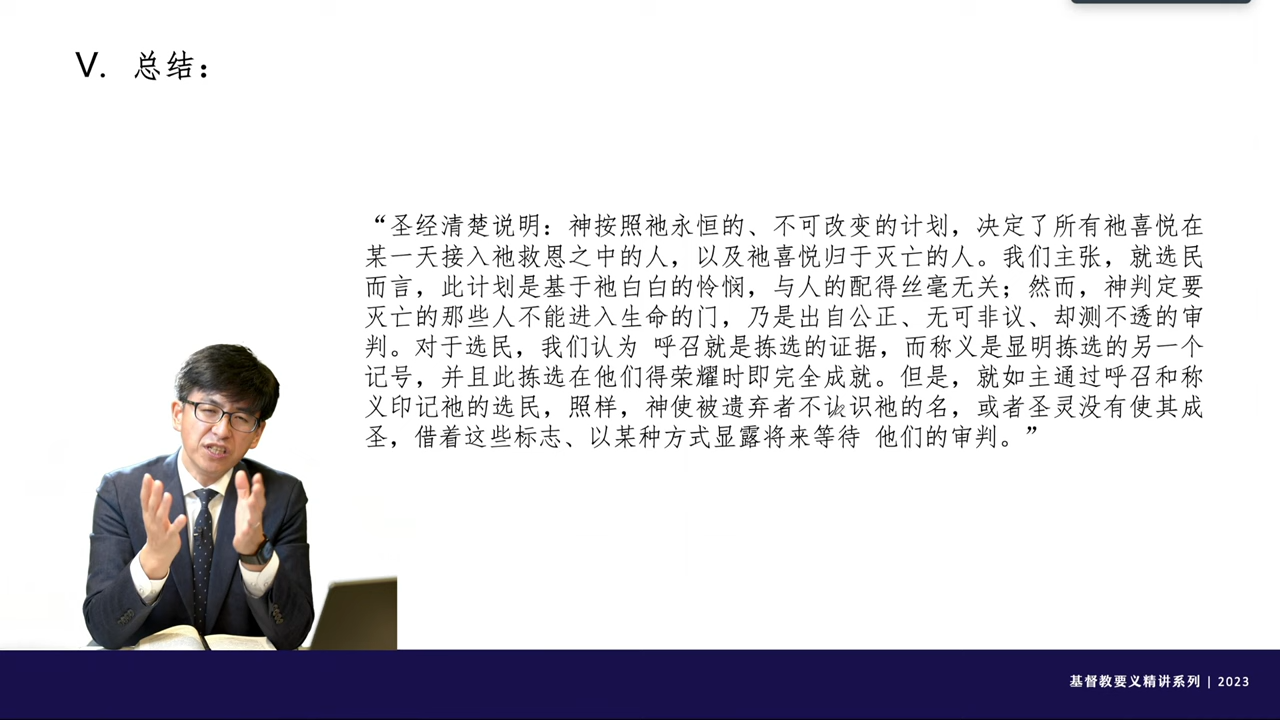 V. 总结：
“圣经清楚说明：神按照祂永恒的、不可改变的计划，决定了所有祂喜悦在
某一天接入祂救恩之中的人，以及祂喜悦归于灭亡的人。我们主张，就选民
而言，此计划是基于祂白白的怜悯，与人的配得丝毫无关；然而，神判定要
灭亡的那些人不能进入生命的门，乃是出自公正、无可非议、却测不透的审
判。对于选民，我们认为 呼召就是拣选的证据，而称义是显明拣选的另一个
记号，并且此拣选在他们得荣耀时即完全成就。但是，就如主通过呼召和称
义印记祂的选民，照样，神使被遗弃者不认识祂的名，或者圣灵没有使其成
圣，借着这些标志、以某种方式显露将来等待 他们的审判。”
基督教要义精讲系列 | 2023